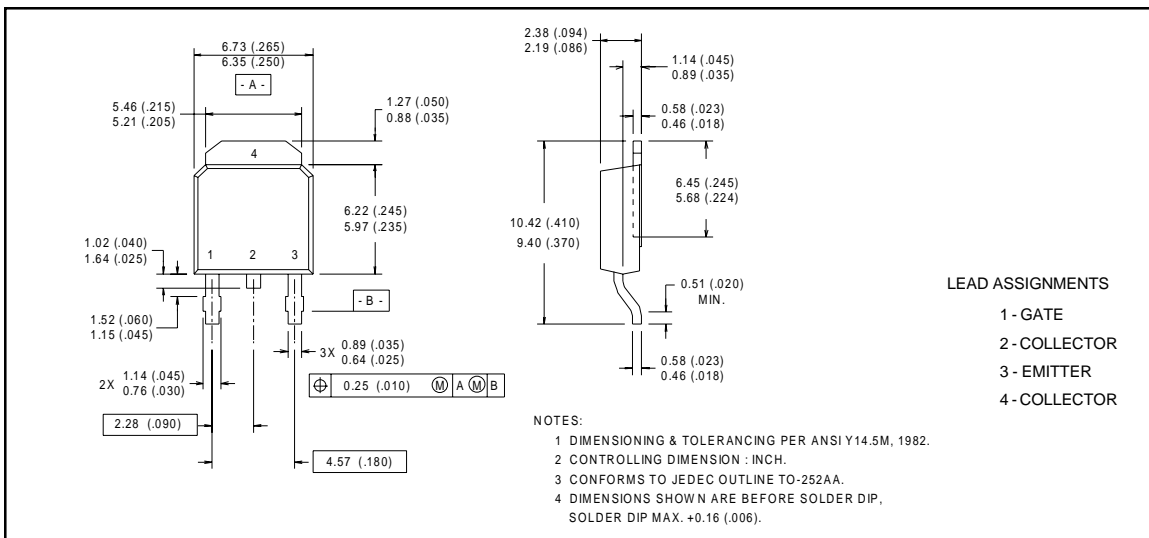 6.73 (.265)
6.35 (.250)
- A -
5.46 (.215)
5.21 (.205)
1.27 (.050)
0.88 (.035)
4
6.22 (.245)
5.97 (.235)
1.02 (.040)
1.64 (.025)
1 2 3
- B -
1.52 (.060)
1.15 (.045)
3X 0.89 (.035)
0.64 (.025)
2X 1.14 (.045)
0.76 (.030)
⌖ 0.25 (.010) Ⓜ A Ⓜ B
2.28 (.090)
4.57 (.180)
2.38 (.094)
2.19 (.086)
1.14 (.045)
0.89 (.035)
0.58 (.023)
0.46 (.018)
6.45 (.245)
5.68 (.224)
10.42 (.410)
9.40 (.370)
0.51 (.020)
MIN.
0.58 (.023)
0.46 (.018)
LEAD ASSIGNMENTS
1 - GATE
2 - COLLECTOR
3 - EMITTER
4 - COLLECTOR
NOTES:
1 DIMENSIONING & TOLERANCING PER ANSI Y14.5M, 1982.
2 CONTROLLING DIMENSION : INCH.
3 CONFORMS TO JEDEC OUTLINE TO-252AA.
4 DIMENSIONS SHOWN ARE BEFORE SOLDER DIP,
SOLDER DIP MAX. +0.16 (.006).